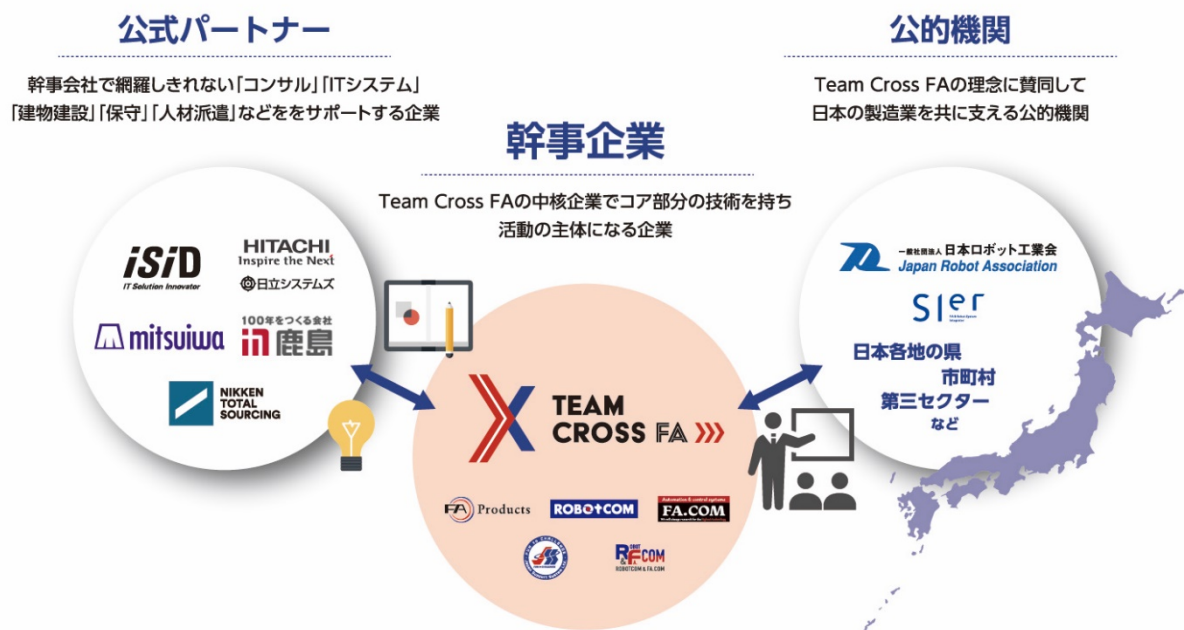 公式パートナー
幹事会社で網羅しきれない「コンサル」「ITシステム」
「建物建設」「保守」「人材派遣」などををサポートする企業
公的機関
Team Cross FAの理念に賛同して
日本の製造業を共に支える公的機関
幹事企業
Team Cross FAの中核企業でコア部分の技術を持ち
活動の主体になる企業
iSiD
IT Solution Innovator
HITACHI
Inspire the Next
日立システムズ
mitsuiwa
100年をつくる会社
鹿島
NIKKEN
TOTAL
SOURCING
TEAM
CROSS FA
FA Products
ROBOTCOM
Automation & control systems
FA.COM
ROBOT
R&F COM
ROBOTCOM & FA.COM
一般社団法人 日本ロボット工業会
Japan Robot Association
SIer
日本各地の県
市町村
第三セクター
など